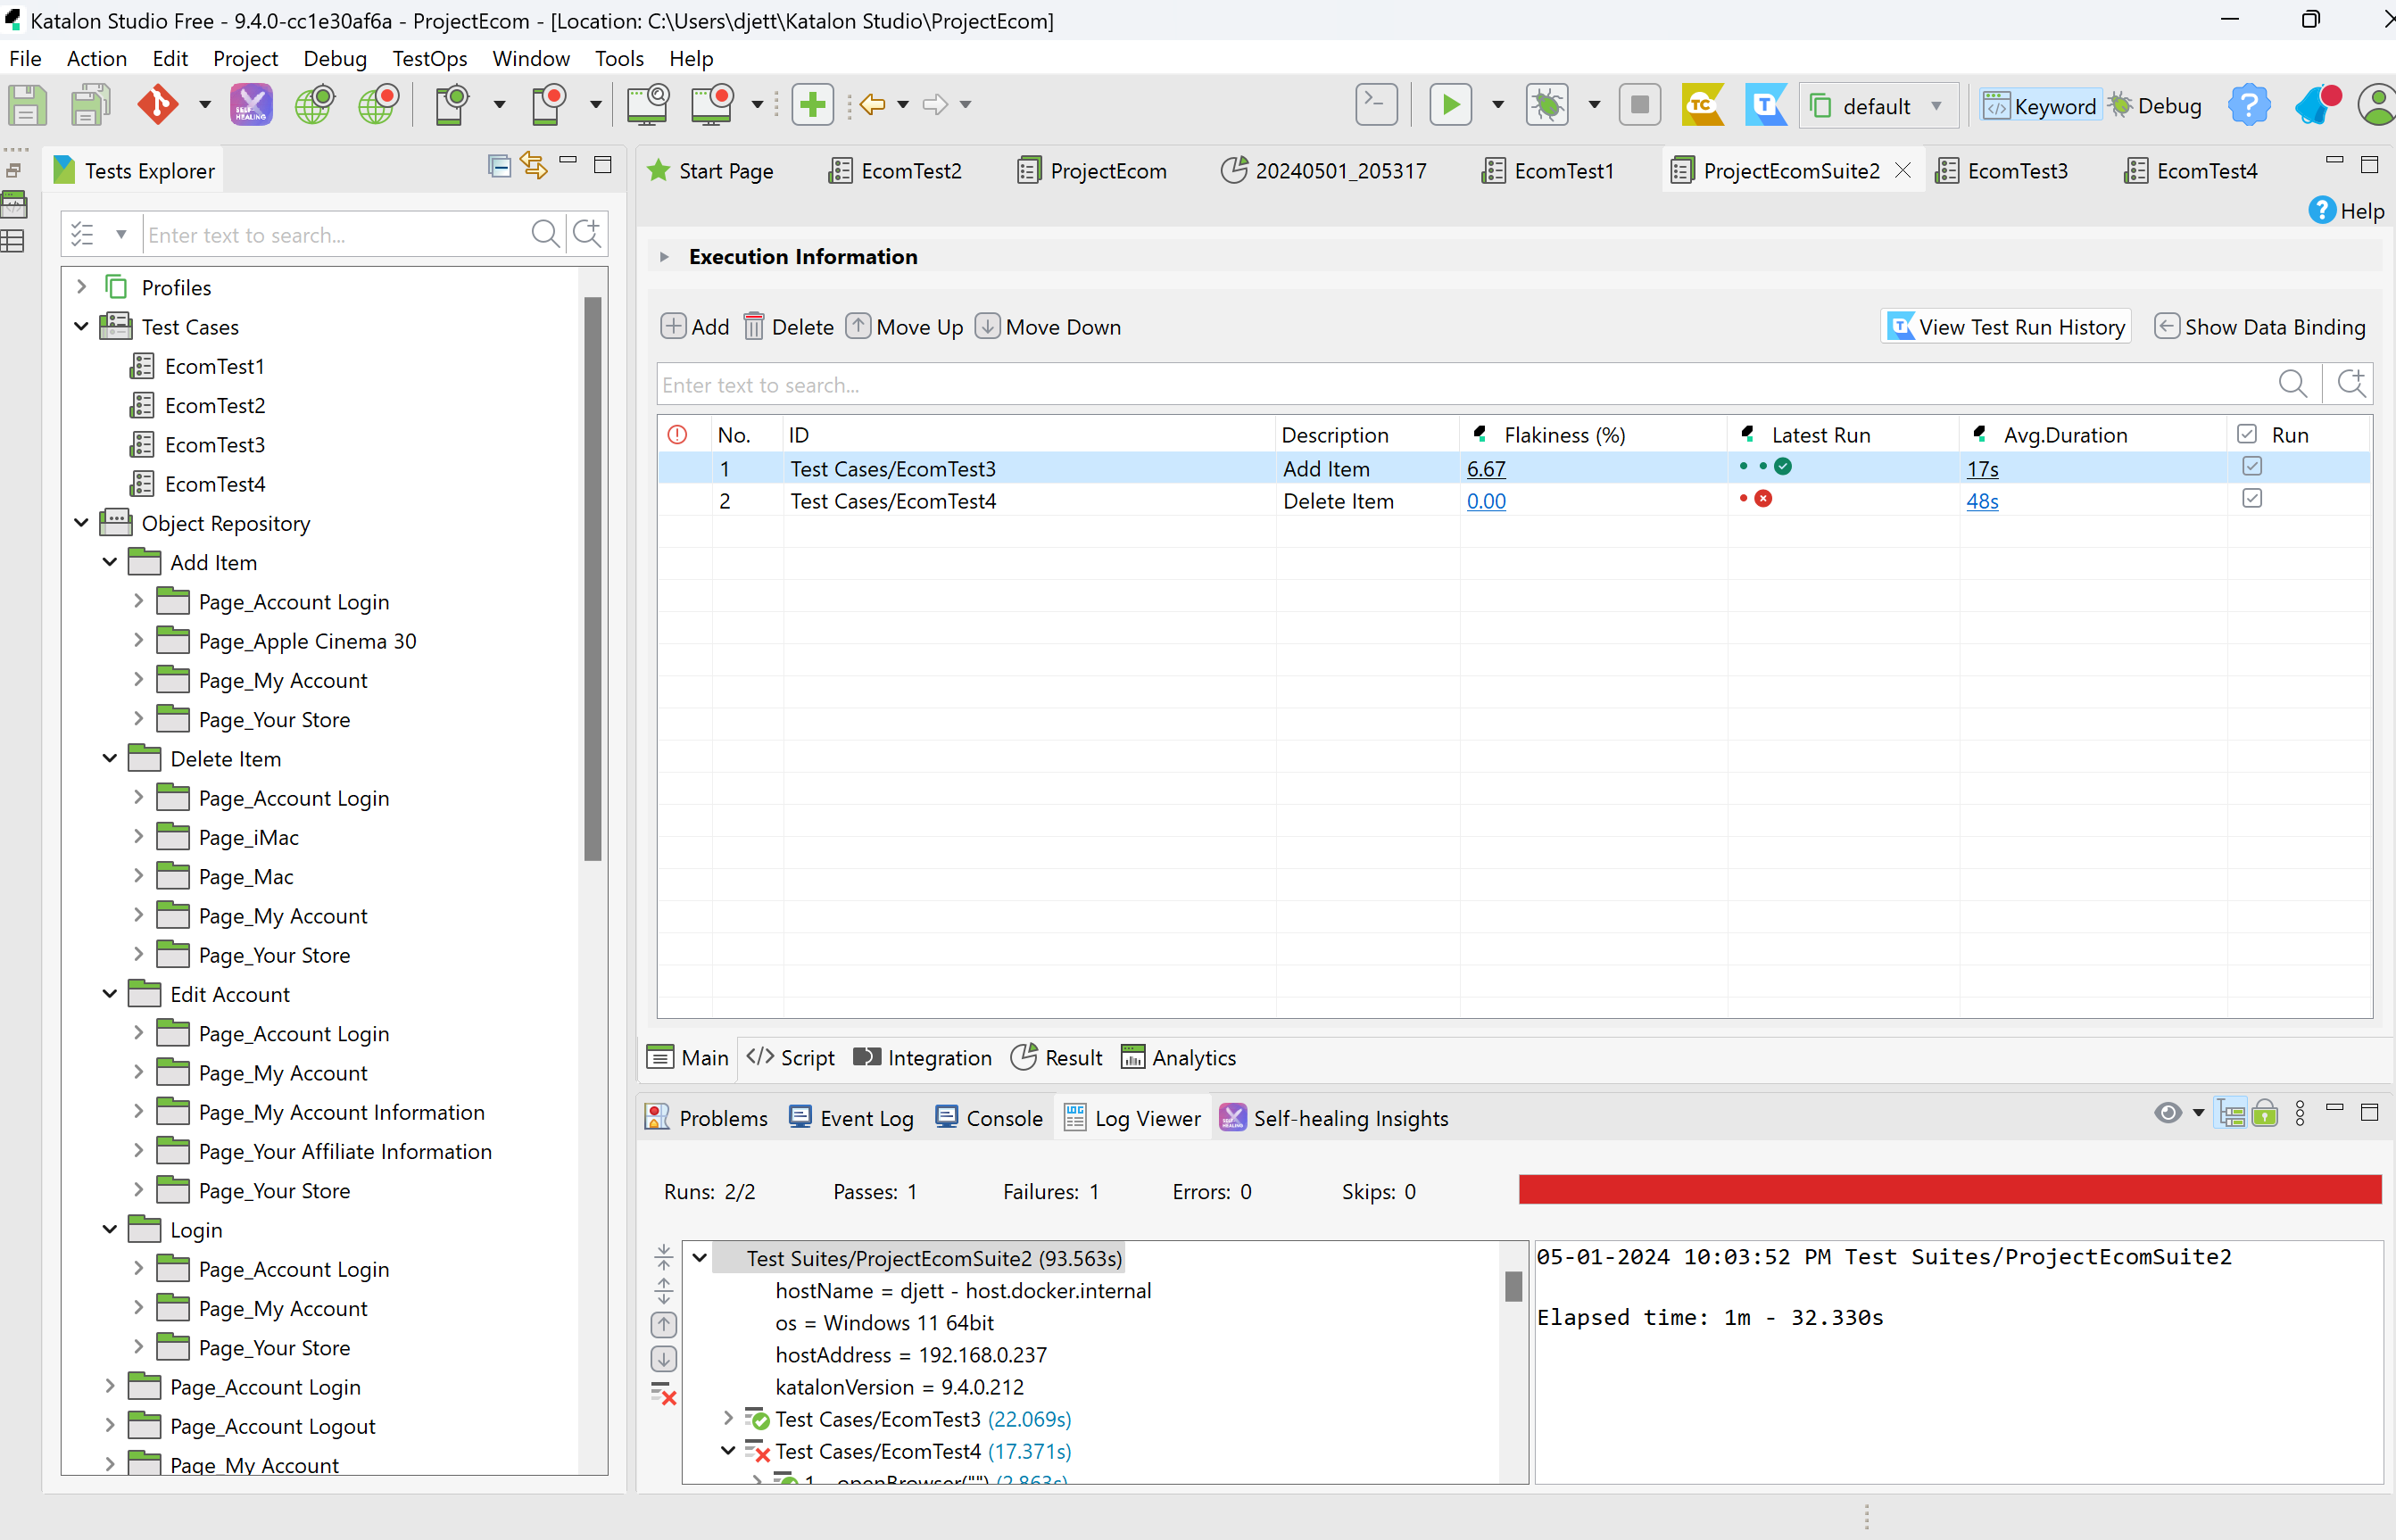 Katalon Studio Free - 9.4.0-cc1e30af6a - ProjectEcom - [Location: C:\Users\djett\Katalon Studio\ProjectEcom]
File Action Edit Project Debug TestOps Window Tools Help
SELF HEALING TC T default Keyword Debug ?
Tests Explorer
Enter text to search...
Profiles
Test Cases
EcomTest1
EcomTest2
EcomTest3
EcomTest4
Object Repository
Add Item
Page_Account Login
Page_Apple Cinema 30
Page_My Account
Page_Your Store
Delete Item
Page_Account Login
Page_iMac
Page_Mac
Page_My Account
Page_Your Store
Edit Account
Page_Account Login
Page_My Account
Page_My Account Information
Page_Your Affiliate Information
Page_Your Store
Login
Page_Account Login
Page_My Account
Page_Your Store
Page_Account Login
Page_Account Logout
Page_My Account
Start Page EcomTest2 ProjectEcom 20240501_205317 EcomTest1 ProjectEcomSuite2 EcomTest3 EcomTest4
? Help
Execution Information
Add Delete Move Up Move Down T View Test Run History Show Data Binding
Enter text to search...
No. ID Description Flakiness (%) Latest Run Avg.Duration Run
1 Test Cases/EcomTest3 Add Item 6.67 17s
2 Test Cases/EcomTest4 Delete Item 0.00 48s
Main </> Script Integration Result Analytics
Problems Event Log Console LOG Log Viewer SELF HEALING Self-healing Insights
Runs: 2/2 Passes: 1 Failures: 1 Errors: 0 Skips: 0
Test Suites/ProjectEcomSuite2 (93.563s)
hostName = djett - host.docker.internal
os = Windows 11 64bit
hostAddress = 192.168.0.237
katalonVersion = 9.4.0.212
Test Cases/EcomTest3 (22.069s)
Test Cases/EcomTest4 (17.371s)
1 - openBrowser("") (2.863s)
05-01-2024 10:03:52 PM Test Suites/ProjectEcomSuite2
Elapsed time: 1m - 32.330s